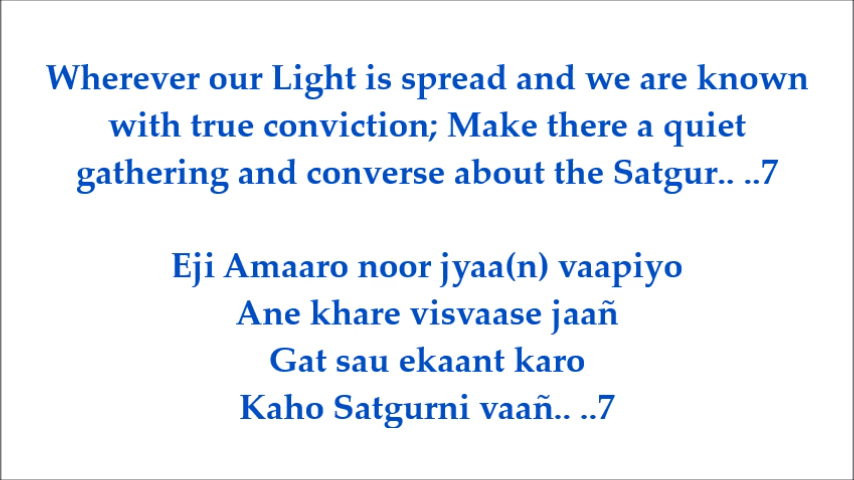 Wherever our Light is spread and we are known
with true conviction; Make there a quiet
gathering and converse about the Satgur.. ..7
Eji Amaaro noor jyaa(n) vaapiyo
Ane khare visvaase jaañ
Gat sau ekaant karo
Kaho Satgurni vaañ.. ..7